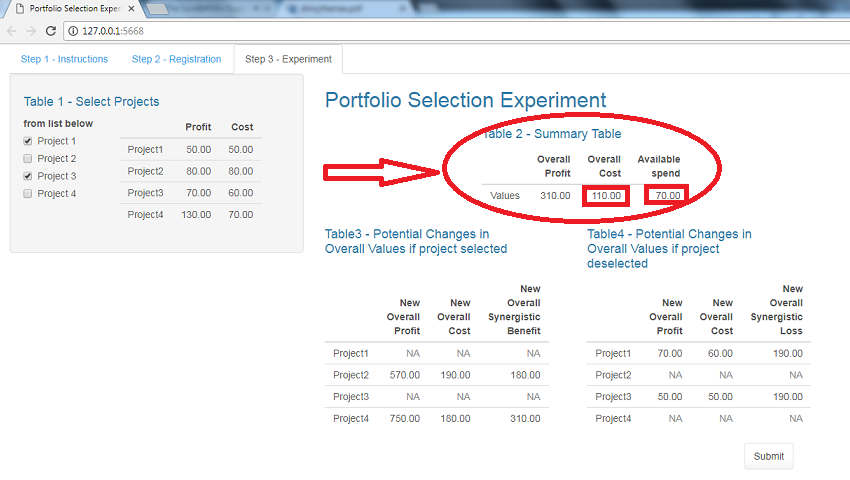 Portfolio Selection Exper
127.0.0.1:5668
Step 1 - Instructions Step 2 - Registration Step 3 - Experiment
Table 1 - Select Projects
from list below
Project 1
Project 2
Project 3
Project 4
Profit Cost
Project1 50.00 50.00
Project2 80.00 80.00
Project3 70.00 60.00
Project4 130.00 70.00
Portfolio Selection Experiment
Table 2 - Summary Table
Overall Overall Available
Profit Cost spend
Values 310.00 110.00 70.00
Table3 - Potential Changes in
Overall Values if project selected
New
New New Overall
Overall Overall Synergistic
Profit Cost Benefit
Project1 NA NA NA
Project2 570.00 190.00 180.00
Project3 NA NA NA
Project4 750.00 180.00 310.00
Table4 - Potential Changes in
Overall Values if project
deselected
New
New New Overall
Overall Overall Synergistic
Profit Cost Loss
Project1 70.00 60.00 190.00
Project2 NA NA NA
Project3 50.00 50.00 190.00
Project4 NA NA NA
Submit